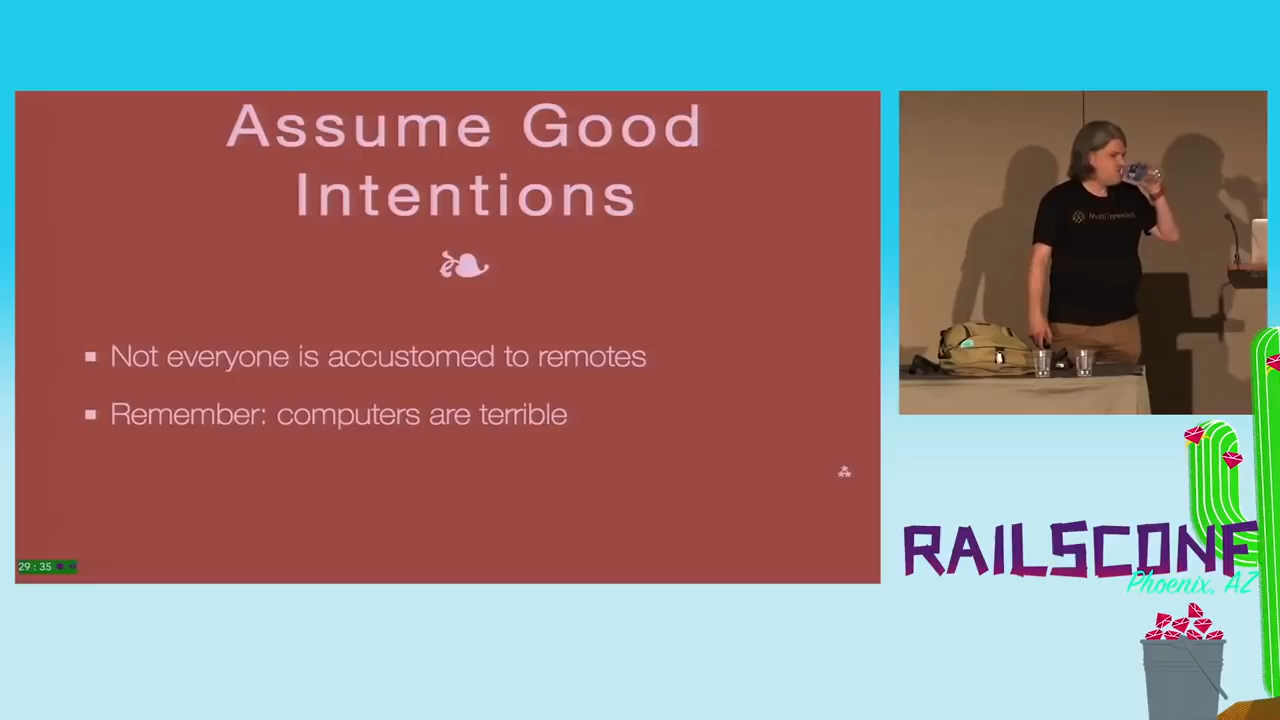 Assume Good
Intentions
Not everyone is accustomed to remotes
Remember: computers are terrible
29 : 35
RAILSCONF
Phoenix, AZ